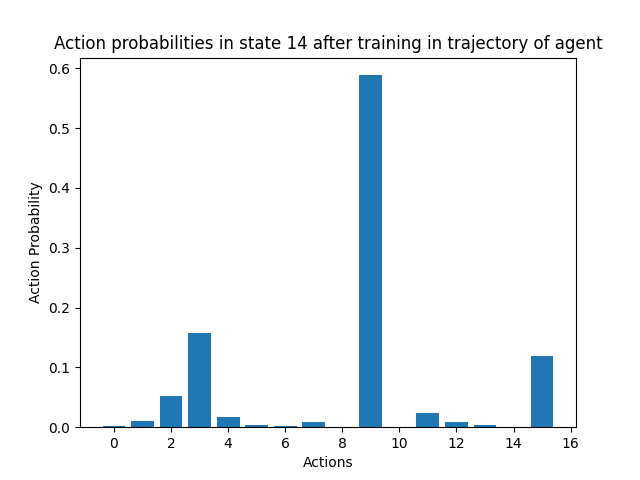 Action probabilities in state 14 after training in trajectory of agent
0.6
0.5
0.4
0.3
0.2
0.1
0.0
Action Probability
0 2 4 6 8 10 12 14 16
Actions